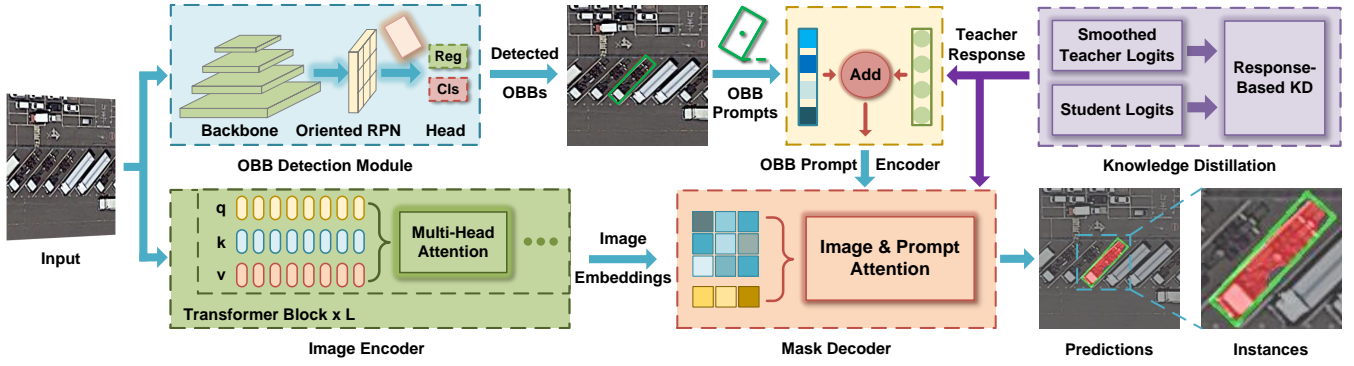 Input
Backbone
Oriented RPN
Head
Reg
Cls
OBB Detection Module
Detected
OBBs
OBB
Prompts
Add
OBB Prompt Encoder
Teacher
Response
Smoothed
Teacher Logits
Student Logits
Response-
Based KD
Knowledge Distillation
q
k
v
Multi-Head
Attention
Transformer Block x L
Image Encoder
Image
Embeddings
Image & Prompt
Attention
Mask Decoder
Predictions
Instances